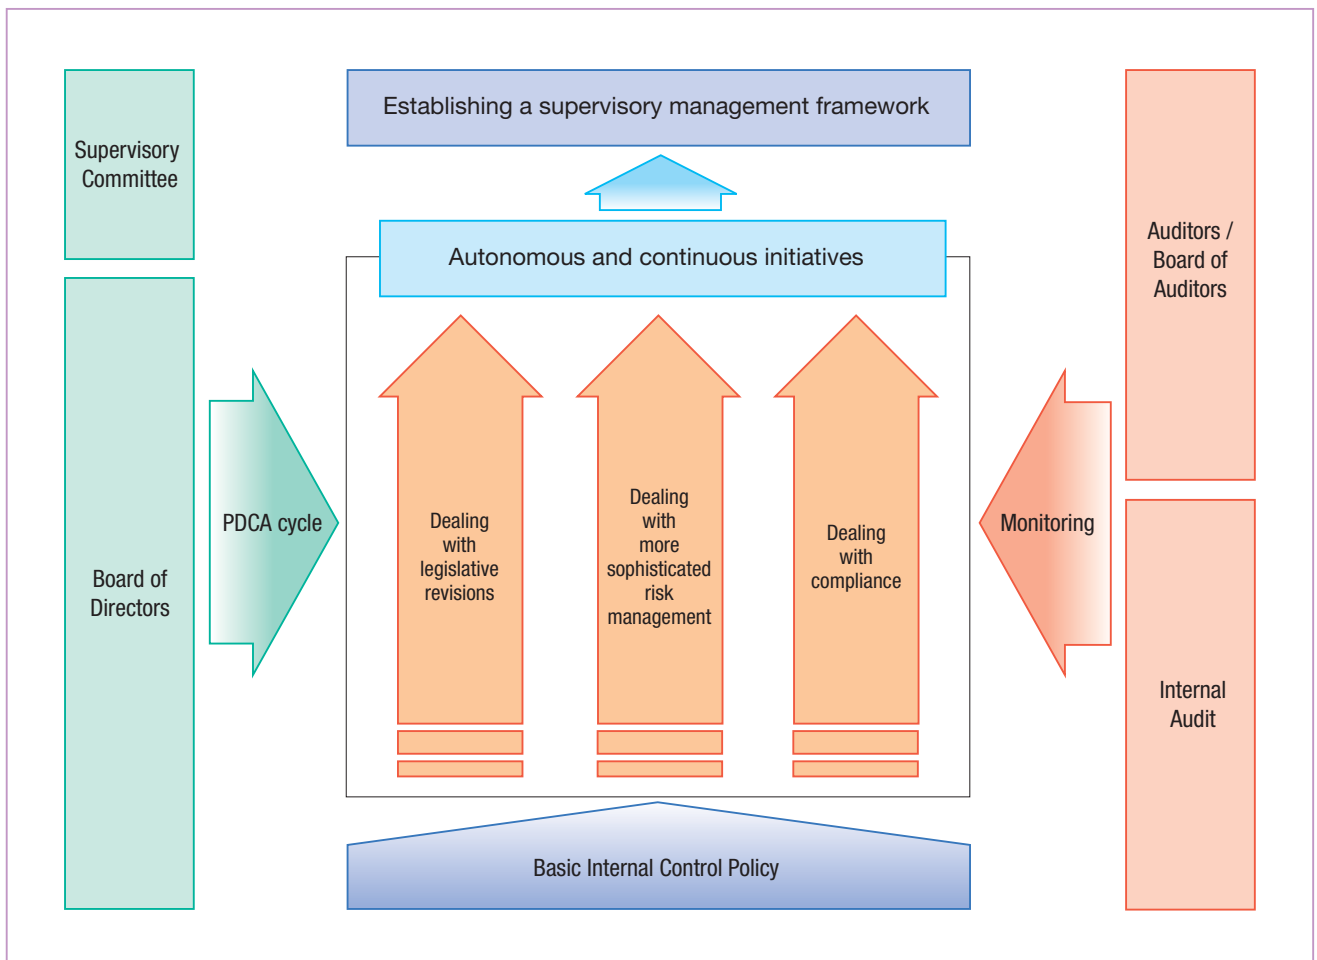 Establishing a supervisory management framework
Supervisory
Committee
Auditors /
Board of
Auditors
Autonomous and continuous initiatives
PDCA cycle
Board of
Directors
Dealing
with
legislative
revisions
Dealing
with
more
sophisticated
risk
management
Dealing
with
compliance
Monitoring
Internal
Audit
Basic Internal Control Policy